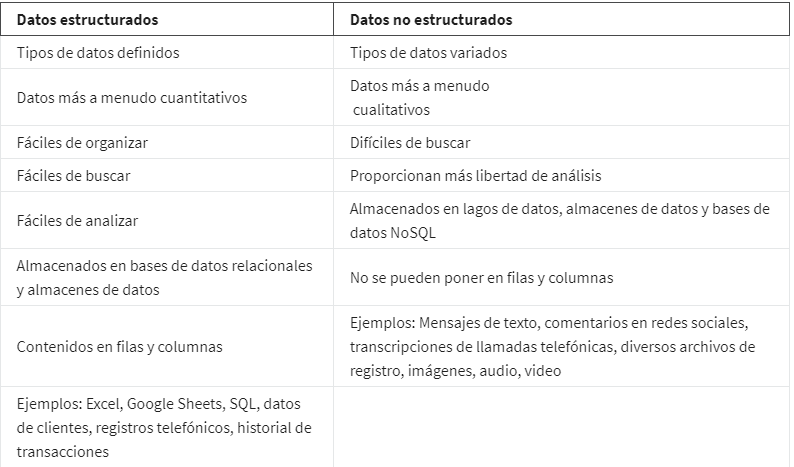 Datos estructurados
Datos no estructurados
Tipos de datos definidos
Tipos de datos variados
Datos más a menudo cuantitativos
Datos más a menudo
cualitativos
Fáciles de organizar
Difíciles de buscar
Fáciles de buscar
Proporcionan más libertad de análisis
Fáciles de analizar
Almacenados en lagos de datos, almacenes de datos y bases de
datos NoSQL
Almacenados en bases de datos relacionales
y almacenes de datos
No se pueden poner en filas y columnas
Contenidos en filas y columnas
Ejemplos: Mensajes de texto, comentarios en redes sociales,
transcripciones de llamadas telefónicas, diversos archivos de
registro, imágenes, audio, video
Ejemplos: Excel, Google Sheets, SQL, datos
de clientes, registros telefónicos, historial de
transacciones